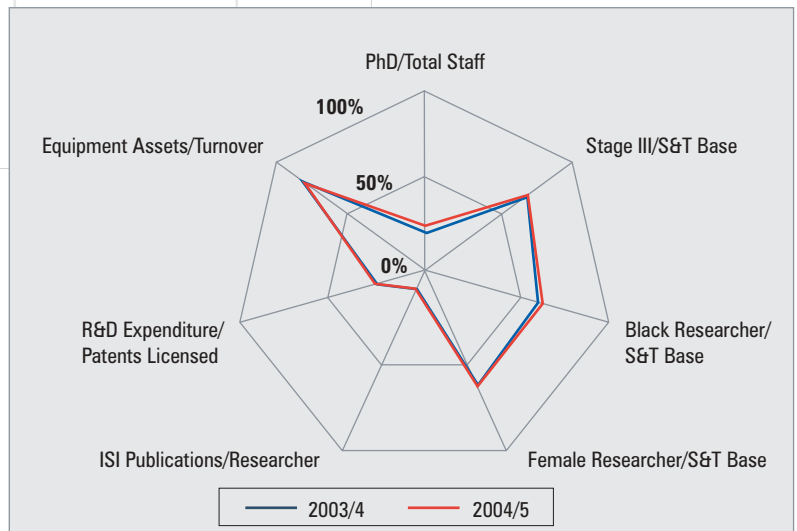 PhD/Total Staff
100%
Equipment Assets/Turnover
Stage III/S&T Base
50%
0%
R&D Expenditure/
Patents Licensed
Black Researcher/
S&T Base
ISI Publications/Researcher
Female Researcher/S&T Base
2003/4
2004/5